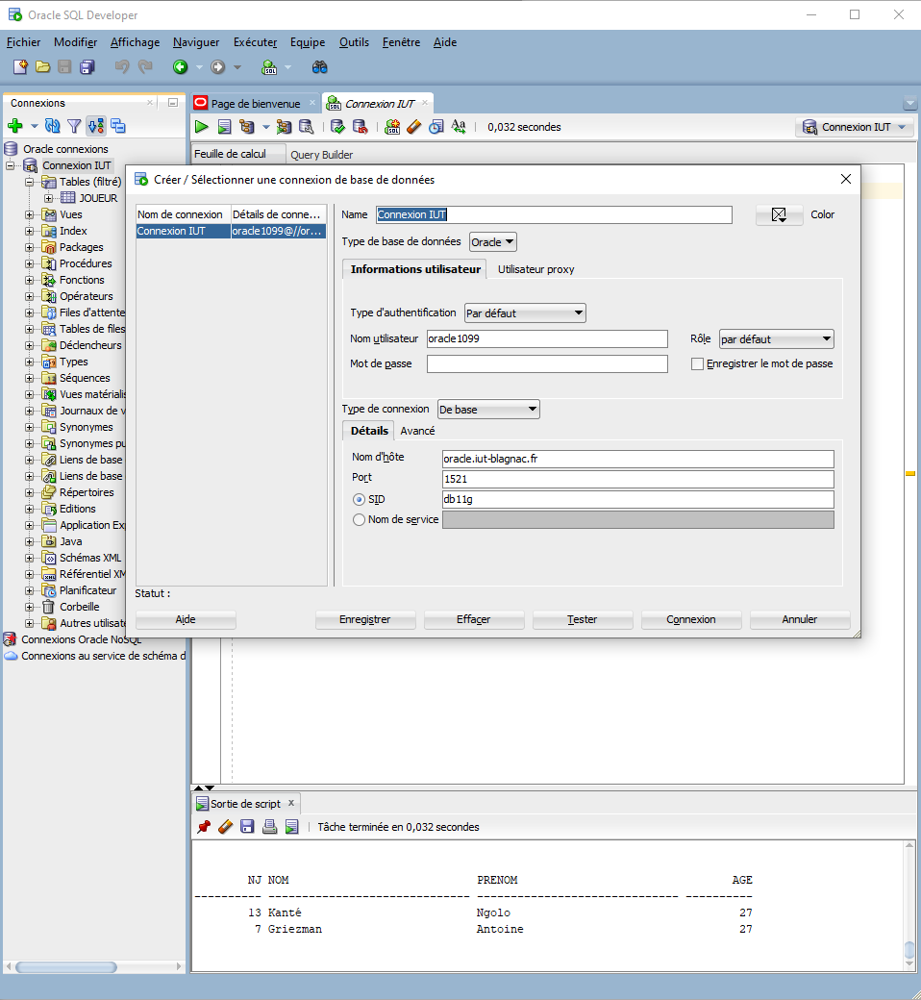 Oracle SQL Developer
Fichier Modifier Affichage Naviguer Exécuter Equipe Outils Fenêtre Aide
Connexions
Page de bienvenue
Connexion IUT
0,032 secondes
Connexion IUT
Feuille de calcul Query Builder
Oracle connexions
Connexion IUT
Tables (filtré)
JOUEUR
Vues
Index
Packages
Procédures
Fonctions
Opérateurs
Files d'attente
Tables de files
Déclencheurs
Types
Séquences
Vues matérialis
Journaux de v
Synonymes
Synonymes pu
Liens de base
Liens de base
Répertoires
Editions
Application Exp
Java
Schémas XML
Référentiel XM
Planificateur
Corbeille
Autres utilisate
Connexions Oracle NoSQL
Connexions au service de schéma d
Créer / Sélectionner une connexion de base de données
Nom de connexion Détails de conne...
Connexion IUT oracle1099@//or...
Name Connexion IUT Color
Type de base de données Oracle
Informations utilisateur Utilisateur proxy
Type d'authentification Par défaut
Nom utilisateur oracle1099 Rôle par défaut
Mot de passe Enregistrer le mot de passe
Type de connexion De base
Détails Avancé
Nom d'hôte oracle.iut-blagnac.fr
Port 1521
SID db11g
Nom de service
Statut :
Aide Enregistrer Effacer Tester Connexion Annuler
Sortie de script
Tâche terminée en 0,032 secondes
NJ NOM PRENOM AGE
---------- ------------------------------ ------------------------------ ----------
13 Kanté Ngolo 27
7 Griezman Antoine 27